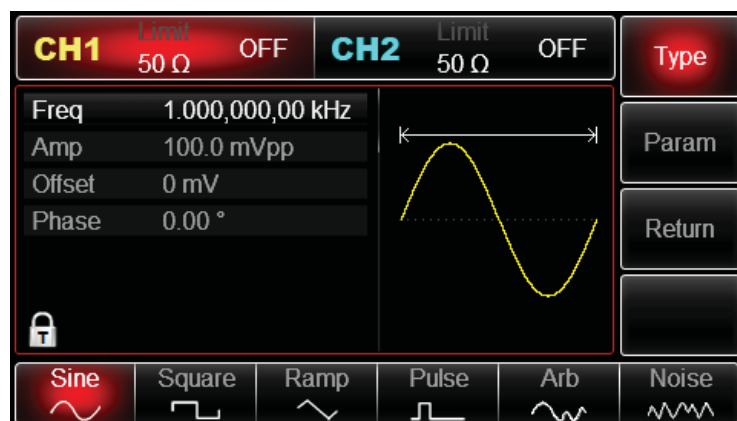 CH1 Limit 50 Ω OFF CH2 Limit 50 Ω OFF
Type
Freq 1.000,000,00 kHz
Amp 100.0 mVpp
Param
Offset 0 mV
Phase 0.00 °
Return
T
Sine Square Ramp Pulse Arb Noise